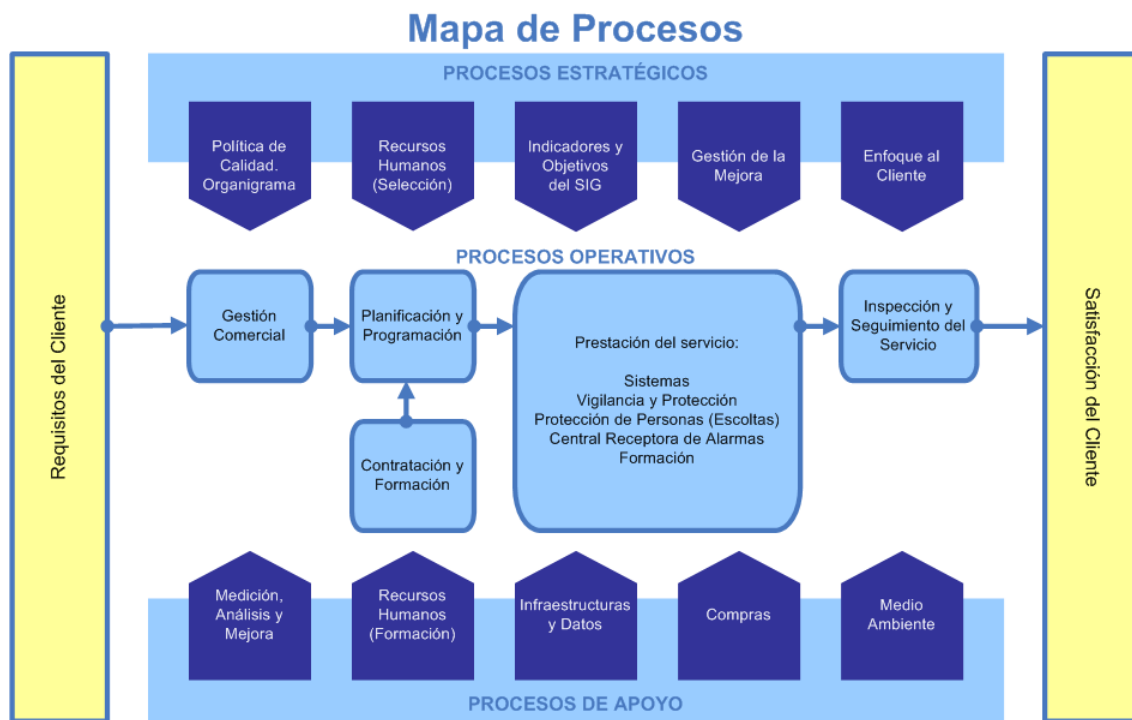 Mapa de Procesos
PROCESOS ESTRATÉGICOS
Política de
Calidad.
Organigrama
Recursos
Humanos
(Selección)
Indicadores y
Objetivos
del SIG
Gestión de la
Mejora
Enfoque al
Cliente
PROCESOS OPERATIVOS
Requisitos del Cliente
Gestión
Comercial
Planificación y
Programación
Contratación y
Formación
Prestación del servicio:
Sistemas
Vigilancia y Protección
Protección de Personas (Escoltas)
Central Receptora de Alarmas
Formación
Inspección y
Seguimiento del
Servicio
Satisfacción del Cliente
Medición,
Análisis y
Mejora
Recursos
Humanos
(Formación)
Infraestructuras
y Datos
Compras
Medio
Ambiente
PROCESOS DE APOYO